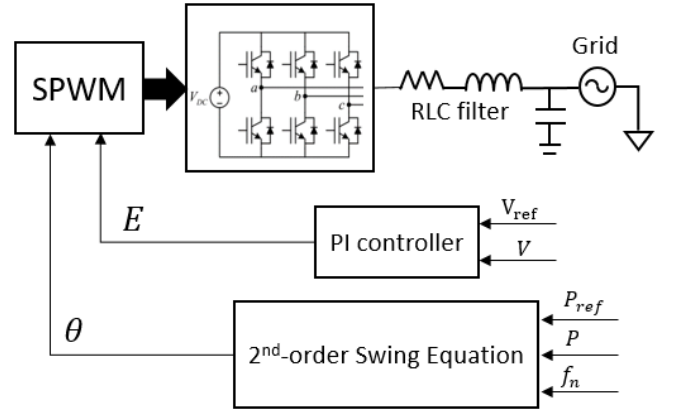 SPWM
V_DC
a
b
c
Grid
RLC filter
E
PI controller
V_ref
V
θ
2nd-order Swing Equation
P_ref
P
f_n